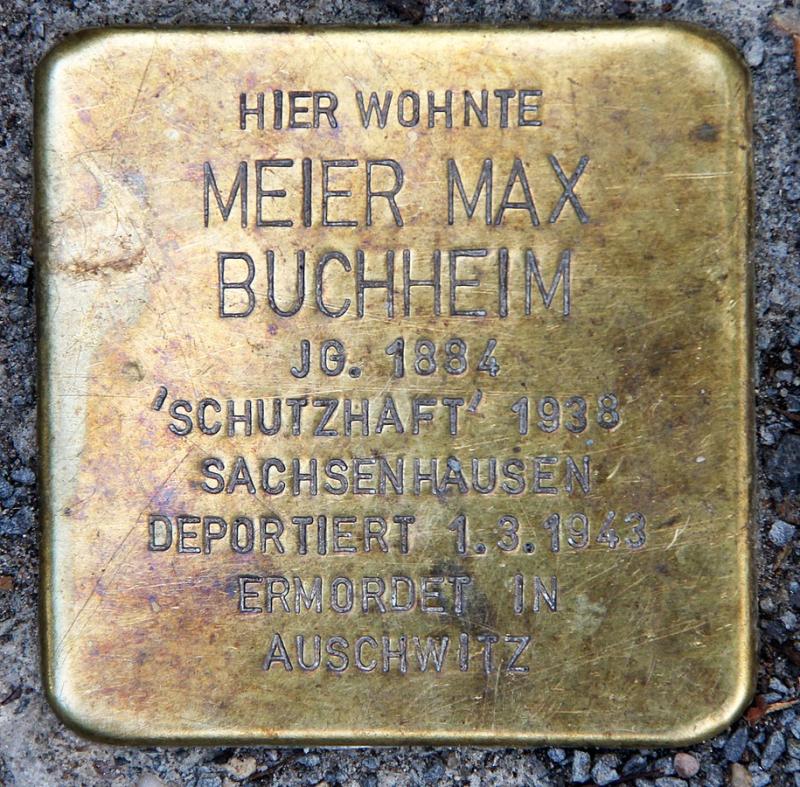 HIER WOHNTE
MEIER MAX
BUCHHEIM
JG. 1884
'SCHUTZHAFT' 1938
SACHSENHAUSEN
DEPORTIERT 1.3.1943
ERMORDET IN
AUSCHWITZ